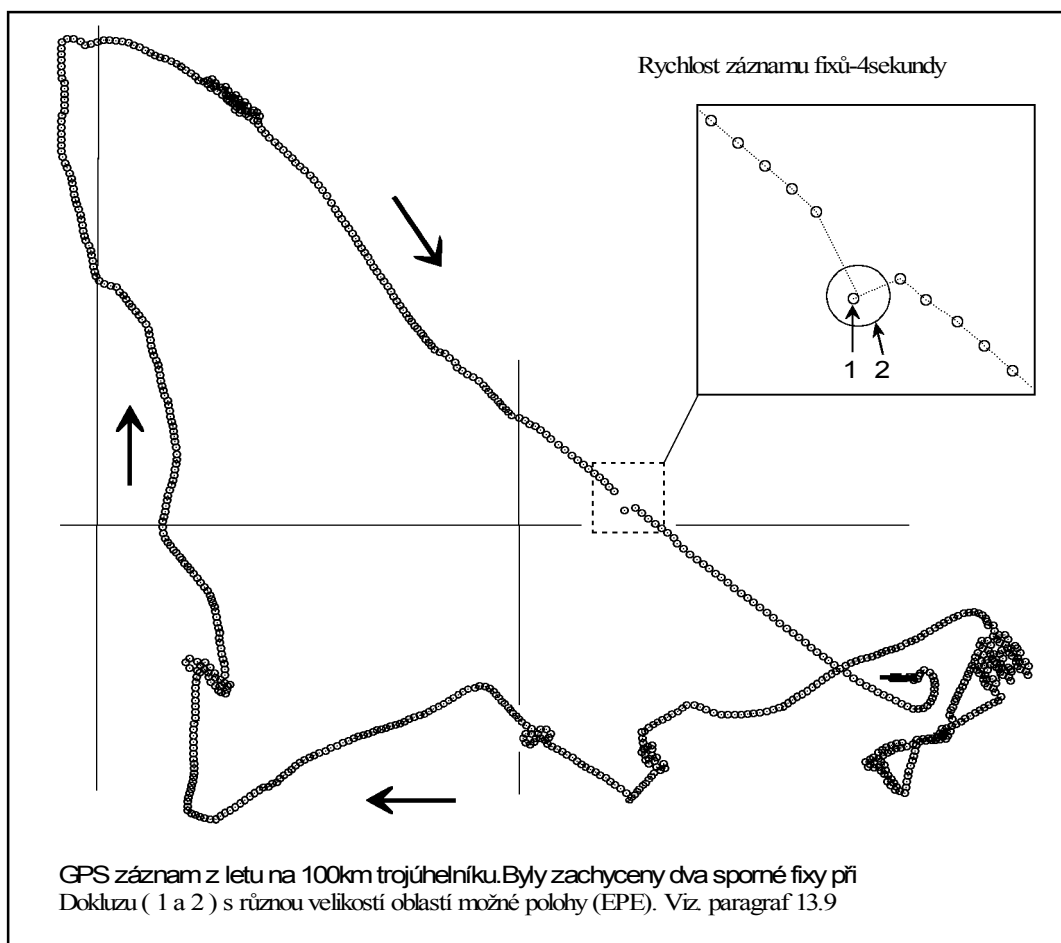 Rychlost záznamu fixů-4sekundy
1 2
GPS záznam z letu na 100km trojúhelníku.Byly zachyceny dva sporné fixy při
Dokluzu ( 1 a 2 ) s různou velikostí oblastí možné polohy (EPE). Viz. paragraf 13.9